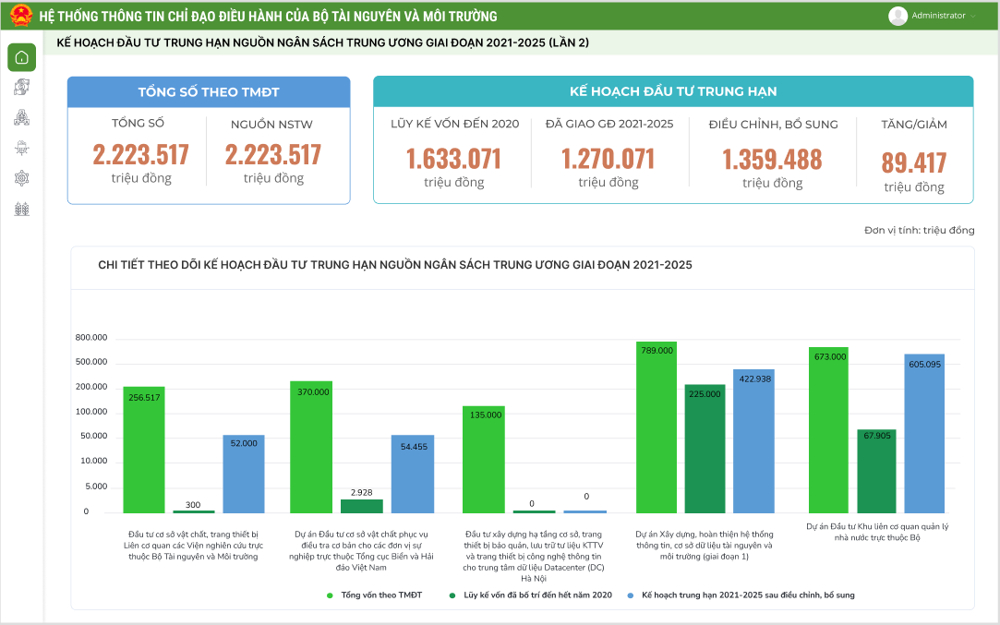 HỆ THỐNG THÔNG TIN CHỈ ĐẠO ĐIỀU HÀNH CỦA BỘ TÀI NGUYÊN VÀ MÔI TRƯỜNG
Administrator
KẾ HOẠCH ĐẦU TƯ TRUNG HẠN NGUỒN NGÂN SÁCH TRUNG ƯƠNG GIAI ĐOẠN 2021-2025 (LẦN 2)
TỔNG SỐ THEO TMĐT
TỔNG SỐ
2.223.517
triệu đồng
NGUỒN NSTW
2.223.517
triệu đồng
KẾ HOẠCH ĐẦU TƯ TRUNG HẠN
LŨY KẾ VỐN ĐẾN 2020
1.633.071
triệu đồng
ĐÃ GIAO GĐ 2021-2025
1.270.071
triệu đồng
ĐIỀU CHỈNH, BỔ SUNG
1.359.488
triệu đồng
TĂNG/GIẢM
89.417
triệu đồng
Đơn vị tính: triệu đồng
CHI TIẾT THEO DÕI KẾ HOẠCH ĐẦU TƯ TRUNG HẠN NGUỒN NGÂN SÁCH TRUNG ƯƠNG GIAI ĐOẠN 2021-2025
800.000
500.000
200.000
100.000
50.000
10.000
5.000
0
256.517
300
52.000
370.000
2.928
54.455
135.000
0
0
789.000
225.000
422.938
673.000
67.905
605.095
Đầu tư cơ sở vật chất, trang thiết bị
Liên cơ quan các Viện nghiên cứu trực
thuộc Bộ Tài nguyên và Môi trường
Dự án Đầu tư cơ sở vật chất phục vụ
điều tra cơ bản cho các đơn vị sự
nghiệp trực thuộc Tổng cục Biển và Hải
đảo Việt Nam
Đầu tư xây dựng hạ tầng cơ sở, trang
thiết bị bảo quản, lưu trữ tư liệu KTTV
và trang thiết bị công nghệ thông tin
cho trung tâm dữ liệu Datacenter (DC)
Hà Nội
Dự án Xây dựng, hoàn thiện hệ thống
thông tin, cơ sở dữ liệu tài nguyên và
môi trường (giai đoạn 1)
Dự án Đầu tư Khu liên cơ quan quản lý
nhà nước trực thuộc Bộ
Tổng vốn theo TMĐT
Lũy kế vốn đã bố trí đến hết năm 2020
Kế hoạch trung hạn 2021-2025 sau điều chỉnh, bổ sung